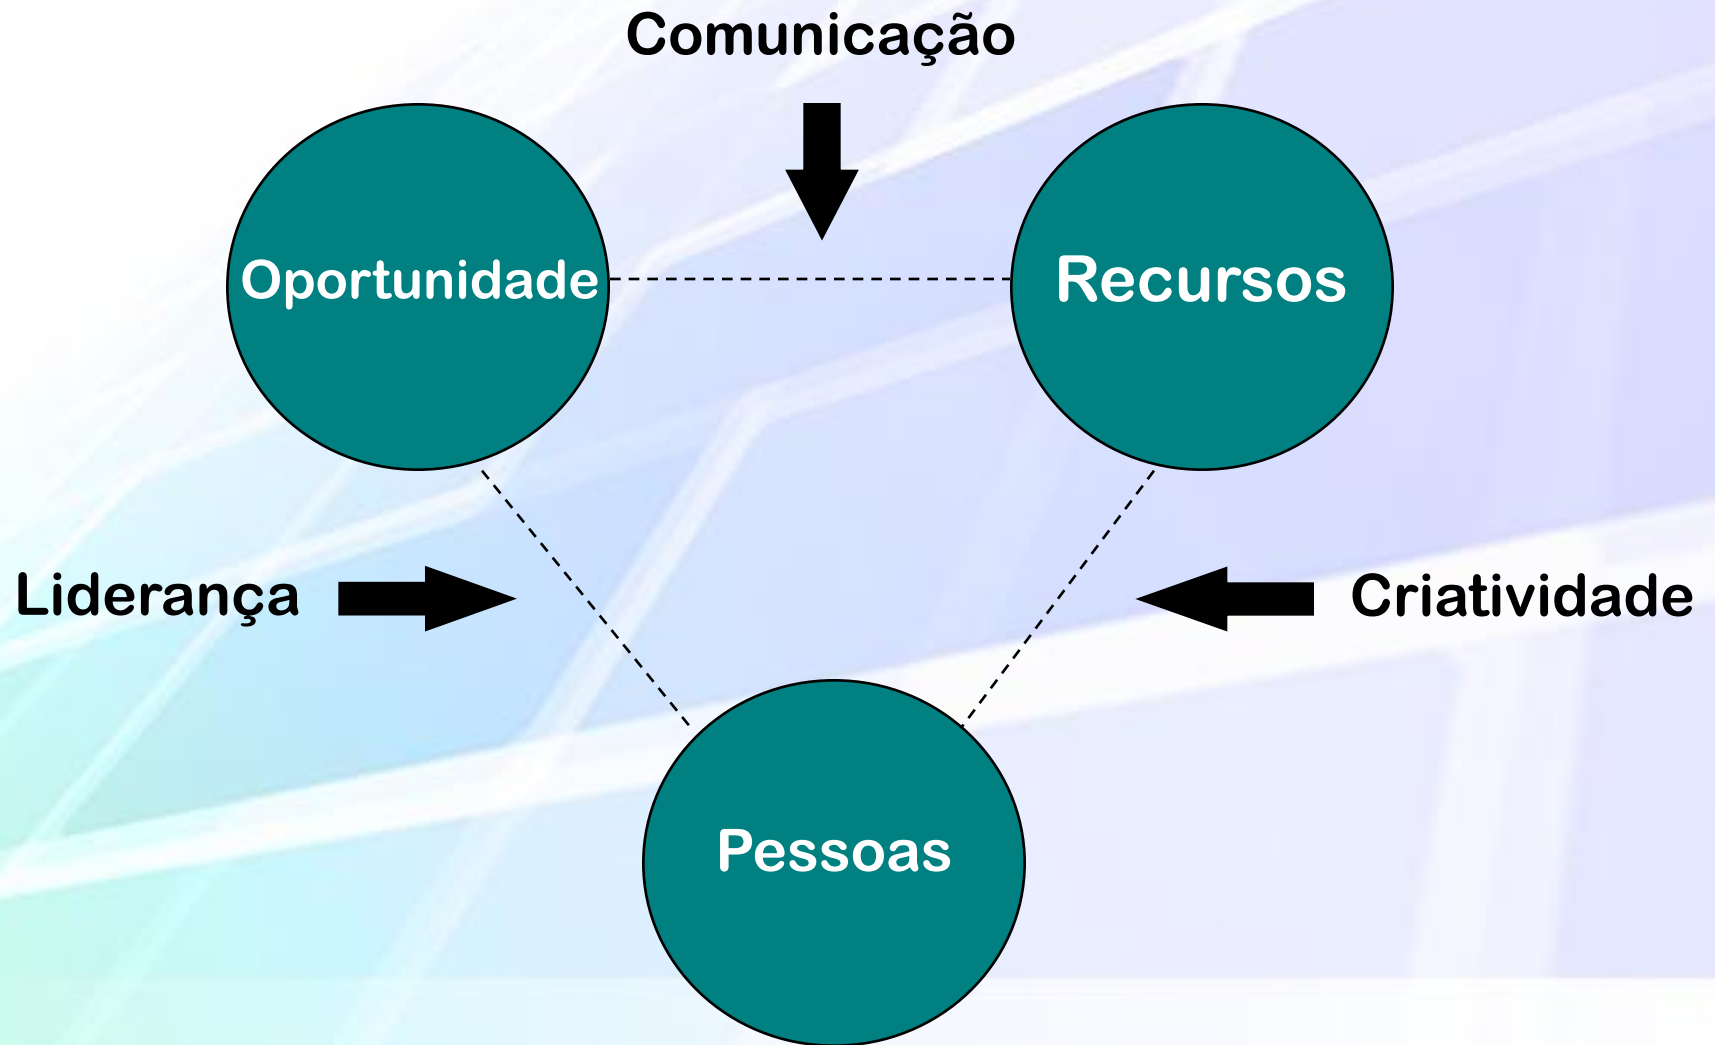 Comunicação
Oportunidade
Recursos
Liderança
Criatividade
Pessoas